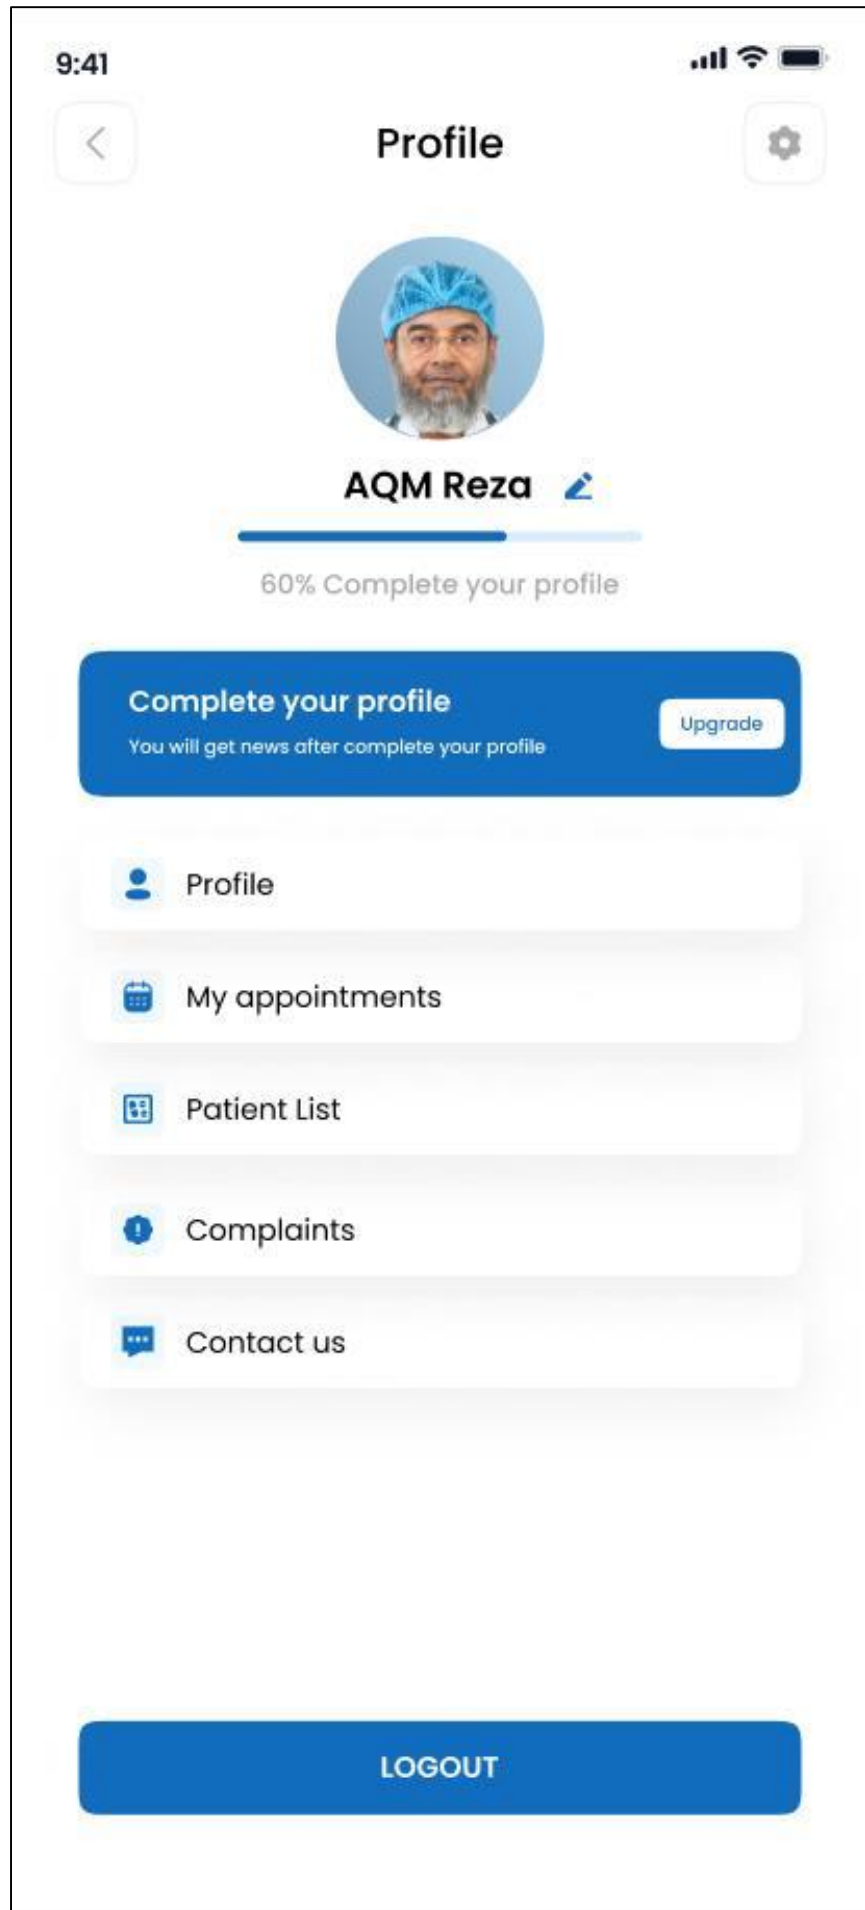 9:41
Profile
AQM Reza
60% Complete your profile
Complete your profile
You will get news after complete your profile
Upgrade
Profile
My appointments
Patient List
Complaints
Contact us
LOGOUT